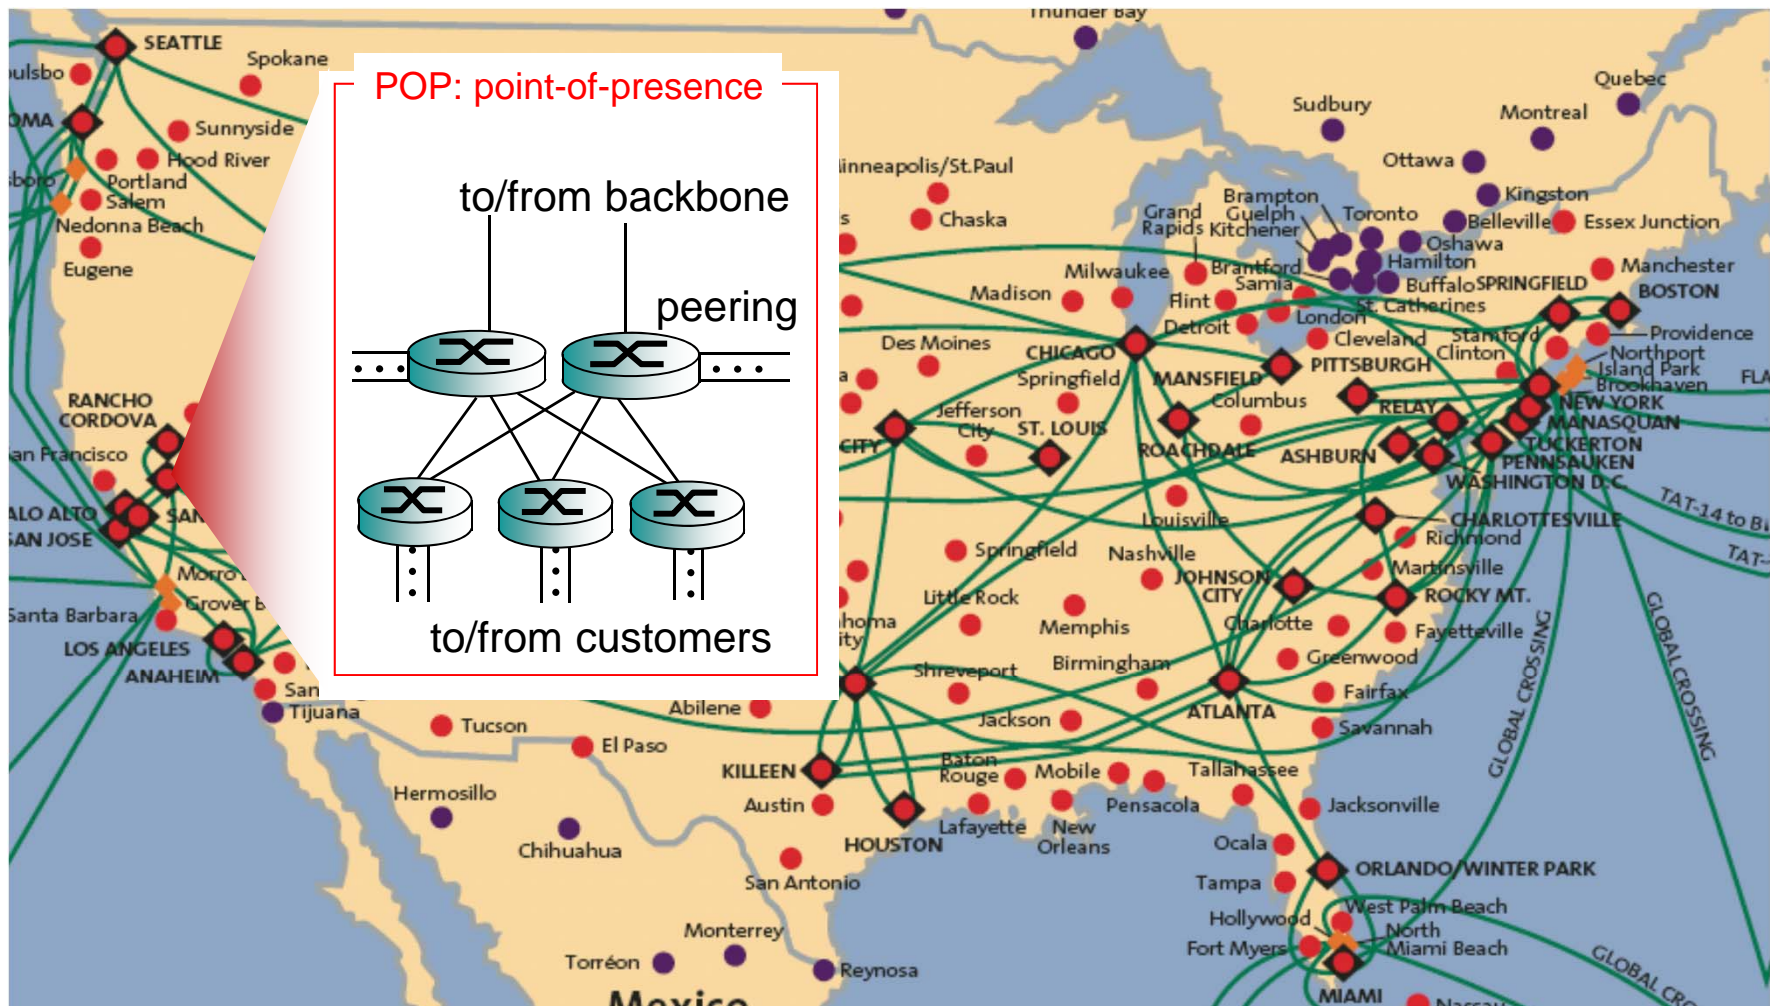 POP: point-of-presence
to/from backbone
peering
to/from customers
SEATTLE
Spokane
Sunnyside
Hood River
Portland
Salem
Nedonna Beach
Eugene
RANCHO
CORDOVA
San Francisco
SAN JOSE
Santa Barbara
LOS ANGELES
ANAHEIM
Tijuana
Tucson
El Paso
Hermosillo
Chihuahua
Monterrey
Torréon
Reynosa
Mexico
Thunder Bay
Minneapolis/St.Paul
Chaska
Sudbury
Quebec
Montreal
Ottawa
Kingston
Belleville
Essex Junction
Brampton
Guelph
Kitchener
Toronto
Oshawa
Hamilton
Grand
Rapids
Brantford
Buffalo
SPRINGFIELD
Manchester
BOSTON
Milwaukee
Madison
Flint
Sarnia
St. Catherines
London
Detroit
Cleveland
Stamford
Clinton
Providence
Northport
Island Park
Brookhaven
Des Moines
CHICAGO
Springfield
MANSFIELD
PITTSBURGH
Columbus
RELAY
NEW YORK
MANASQUAN
TUCKERTON
PENNSAUKEN
WASHINGTON D.C.
CITY
Jefferson
City
ST. LOUIS
ROACHDALE
ASHBURN
TAT-14 to
TAT-
Louisville
CHARLOTTESVILLE
Richmond
Springfield
Nashville
JOHNSON
CITY
Martinsville
ROCKY MT.
Little Rock
Memphis
Charlotte
Fayetteville
Shreveport
Birmingham
Greenwood
Fairfax
Abilene
Jackson
ATLANTA
Savannah
GLOBAL CROSSING
GLOBAL CROSSING
KILLEEN
Baton
Rouge
Mobile
Tallahassee
Austin
Pensacola
Jacksonville
HOUSTON
Lafayette
New
Orleans
Ocala
San Antonio
ORLANDO/WINTER PARK
Tampa
West Palm Beach
Hollywood
North
Miami Beach
Fort Myers
GLOBAL
MIAMI
Nassau